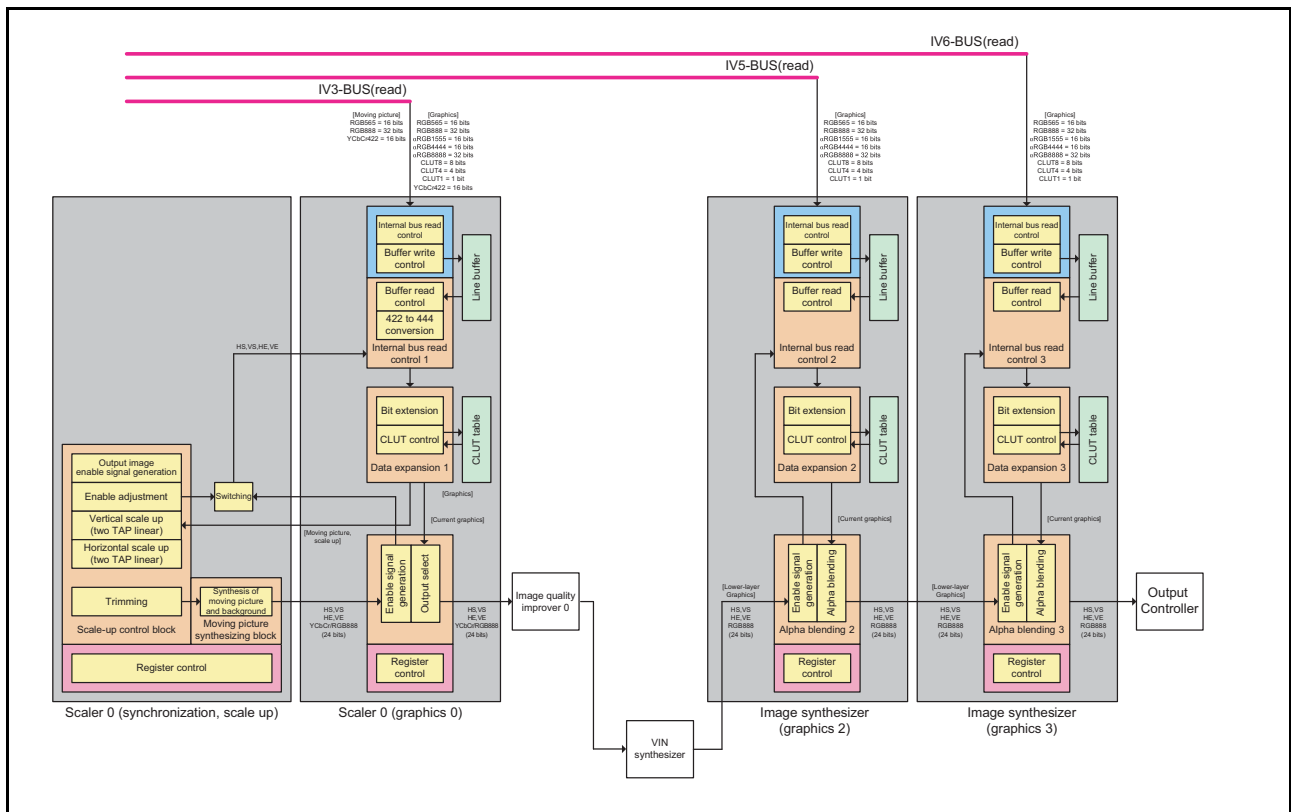 IV6-BUS(read)
IV5-BUS(read)
IV3-BUS(read)
[Moving picture]
RGB565 = 16 bits
RGB888 = 32 bits
YCbCr422 = 16 bits
[Graphics]
RGB565 = 16 bits
RGB888 = 32 bits
αRGB1555 = 16 bits
αRGB4444 = 16 bits
αRGB8888 = 32 bits
CLUT8 = 8 bits
CLUT4 = 4 bits
CLUT1 = 1 bit
YCbCr422 = 16 bits
[Graphics]
RGB565 = 16 bits
RGB888 = 32 bits
αRGB1555 = 16 bits
αRGB4444 = 16 bits
αRGB8888 = 32 bits
CLUT8 = 8 bits
CLUT4 = 4 bits
CLUT1 = 1 bit
[Graphics]
RGB565 = 16 bits
RGB888 = 32 bits
αRGB1555 = 16 bits
αRGB4444 = 16 bits
αRGB8888 = 32 bits
CLUT8 = 8 bits
CLUT4 = 4 bits
CLUT1 = 1 bit
Output image
enable signal generation
Enable adjustment
Vertical scale up
(two TAP linear)
Horizontal scale up
(two TAP linear)
Trimming
Scale-up control block
Synthesis of
moving picture
and background
Moving picture
synthesizing block
Register control
Switching
HS,VS,HE,VE
Scaler 0 (synchronization, scale up)
Internal bus read
control
Buffer write
control
Line buffer
Buffer read
control
422 to 444
conversion
Internal bus read
control 1
Bit extension
CLUT control
CLUT table
Data expansion 1
[Graphics]
[Current graphics]
[Moving picture,
scale up]
Enable signal
generation
Output select
HS,VS
HE,VE
YCbCr/RGB888
(24 bits)
HS,VS
HE,VE
YCbCr/RGB888
(24 bits)
Register
control
Scaler 0 (graphics 0)
Image quality
improver 0
VIN
synthesizer
Internal bus read
control
Buffer write
control
Line buffer
Buffer read
control
Internal bus read
control 2
Bit extension
CLUT control
CLUT table
Data expansion 2
[Current graphics]
Enable signal
generation
Alpha blending
Alpha blending 2
[Lower-layer
Graphics]
HS,VS
HE,VE
RGB888
(24 bits)
HS,VS
HE,VE
RGB888
(24 bits)
Register
control
Image synthesizer
(graphics 2)
Internal bus read
control
Buffer write
control
Line buffer
Buffer read
control
Internal bus read
control 3
Bit extension
CLUT control
CLUT table
Data expansion 3
[Current graphics]
Enable signal
generation
Alpha blending
Alpha blending 3
[Lower-layer
Graphics]
HS,VS
HE,VE
RGB888
(24 bits)
HS,VS
HE,VE
RGB888
(24 bits)
Register
control
Image synthesizer
(graphics 3)
Output
Controller